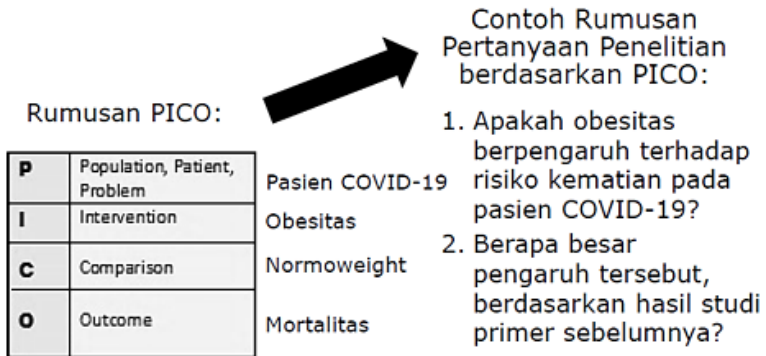 Rumusan PICO:
P
Population, Patient,
Problem
Pasien COVID-19
I
Intervention
Obesitas
C
Comparison
Normoweight
O
Outcome
Mortalitas
Contoh Rumusan
Pertanyaan Penelitian
berdasarkan PICO:
1. Apakah obesitas
berpengaruh terhadap
risiko kematian pada
pasien COVID-19?
2. Berapa besar
pengaruh tersebut,
berdasarkan hasil studi
primer sebelumnya?